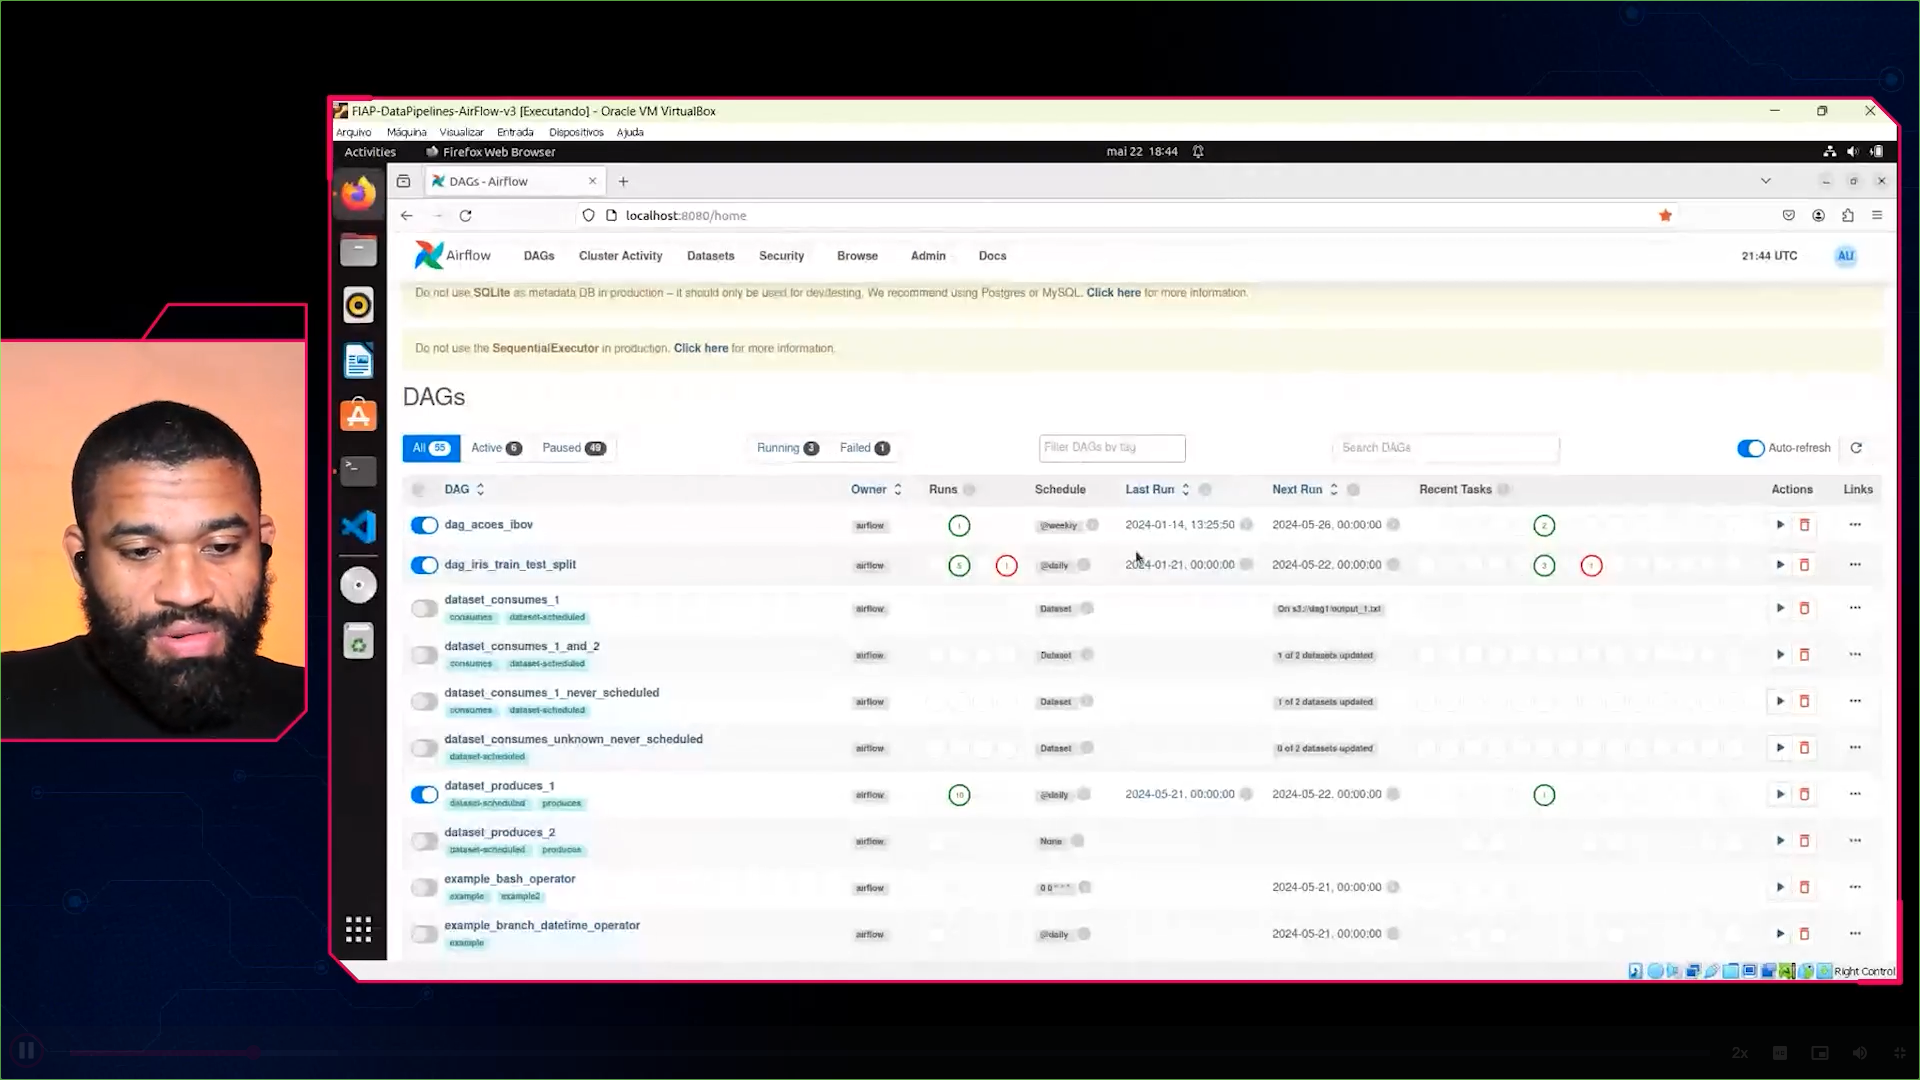 FIAP-DataPipelines-AirFlow-v3 [Executando] - Oracle VM VirtualBox
Arquivo Máquina Visualizar Entrada Dispositivos Ajuda
Activities Firefox Web Browser mai 22 18:44
DAGs - Airflow
localhost:8080/home
Airflow DAGs Cluster Activity Datasets Security Browse Admin Docs 21:44 UTC AU
Do not use SQLite as metadata DB in production – it should only be used for dev/testing. We recommend using Postgres or MySQL. Click here for more information.
Do not use the SequentialExecutor in production. Click here for more information.
DAGs
All 55 Active 6 Paused 49 Running 3 Failed 1 Filter DAGs by tag Search DAGs Auto-refresh
DAG Owner Runs Schedule Last Run Next Run Recent Tasks Actions Links
dag_acoes_ibov airflow 1 @weekly 2024-01-14, 13:25:50 2024-05-26, 00:00:00 2
dag_iris_train_test_split airflow 5 1 @daily 2024-01-21, 00:00:00 2024-05-22, 00:00:00 3 1
dataset_consumes_1 airflow Dataset On s3://dag1/output_1.txt
consumes dataset-scheduled
dataset_consumes_1_and_2 airflow Dataset 1 of 2 datasets updated
consumes dataset-scheduled
dataset_consumes_1_never_scheduled airflow Dataset 1 of 2 datasets updated
consumes dataset-scheduled
dataset_consumes_unknown_never_scheduled airflow Dataset 0 of 2 datasets updated
dataset-scheduled
dataset_produces_1 airflow 10 @daily 2024-05-21, 00:00:00 2024-05-22, 00:00:00 1
dataset-scheduled produces
dataset_produces_2 airflow None
dataset-scheduled produces
example_bash_operator airflow 0 0 * * * 2024-05-21, 00:00:00
example example2
example_branch_datetime_operator airflow @daily 2024-05-21, 00:00:00
example
Right Control
2x